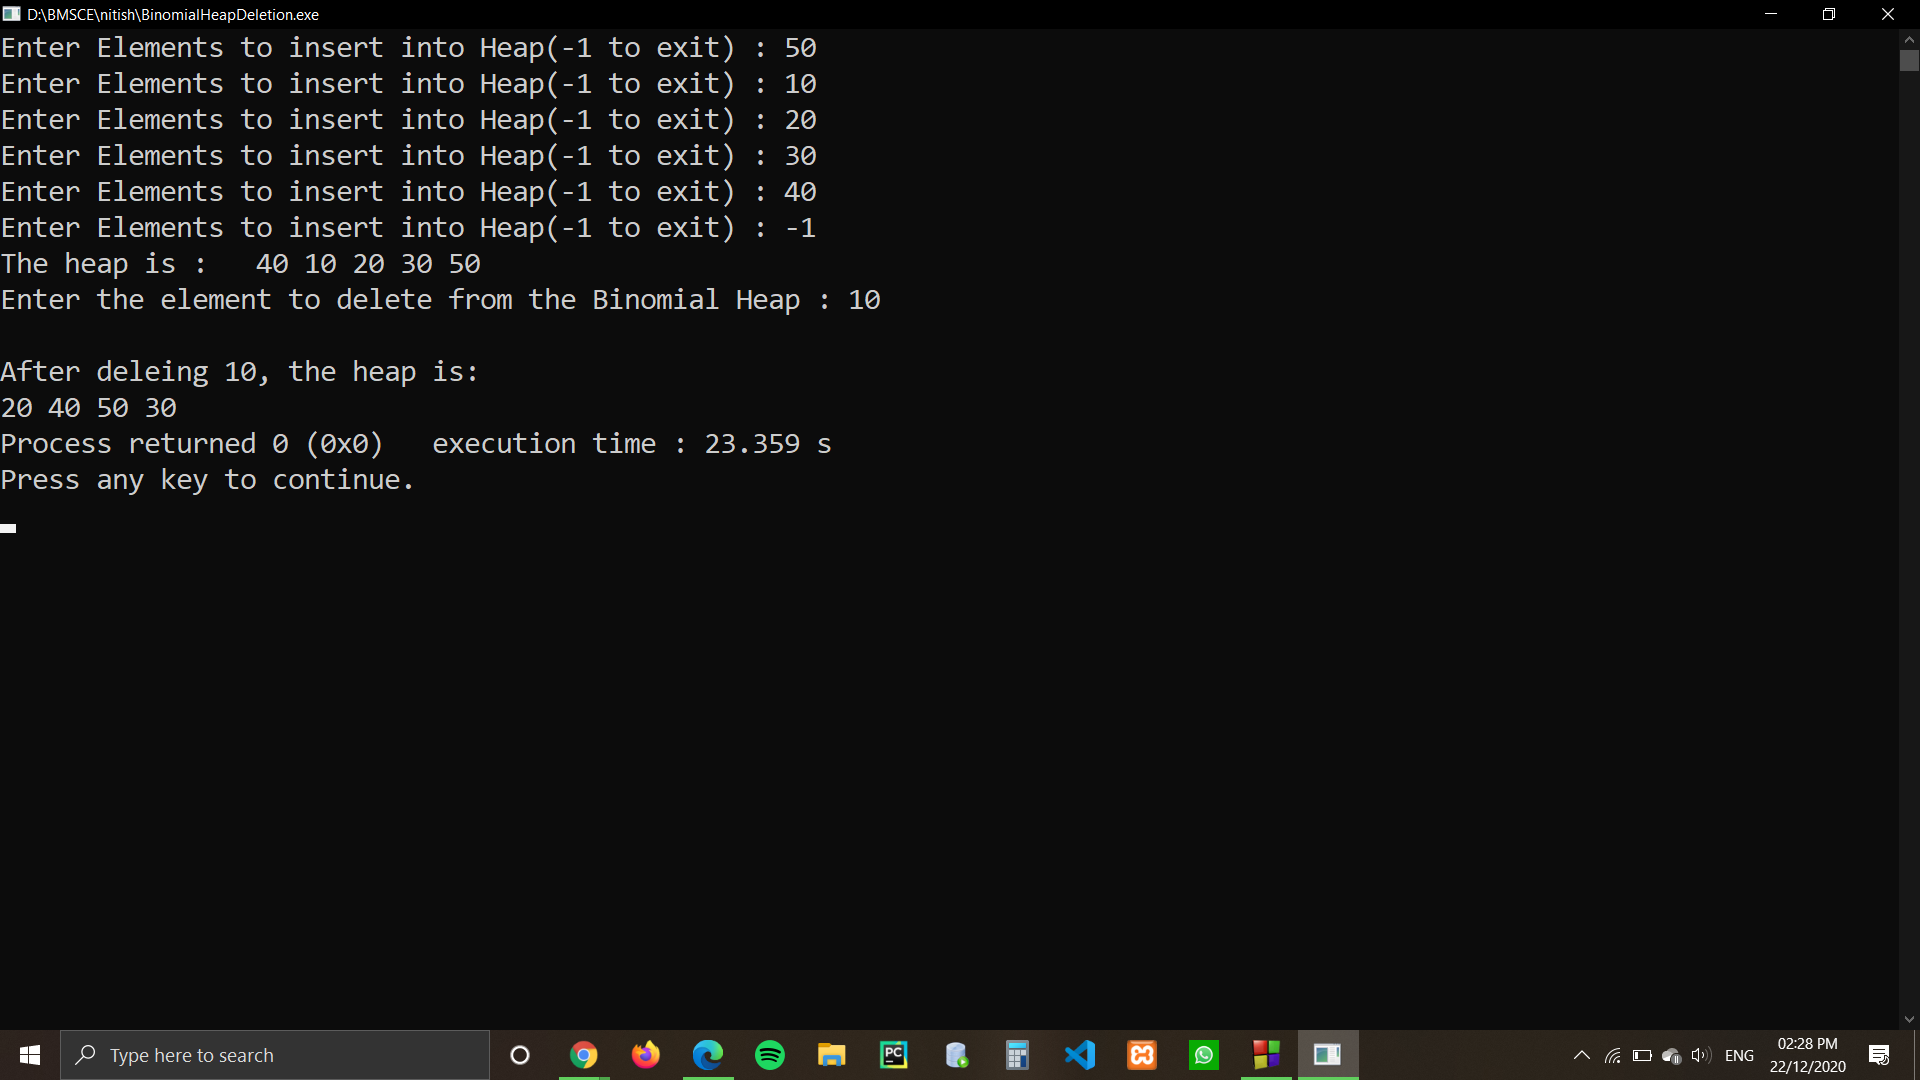 D:\BMSCE\nitish\BinomialHeapDeletion.exe
Enter Elements to insert into Heap(-1 to exit) : 50
Enter Elements to insert into Heap(-1 to exit) : 10
Enter Elements to insert into Heap(-1 to exit) : 20
Enter Elements to insert into Heap(-1 to exit) : 30
Enter Elements to insert into Heap(-1 to exit) : 40
Enter Elements to insert into Heap(-1 to exit) : -1
The heap is :   40 10 20 30 50
Enter the element to delete from the Binomial Heap : 10
After deleing 10, the heap is:
20 40 50 30
Process returned 0 (0x0)   execution time : 23.359 s
Press any key to continue.
Type here to search
PC
ENG
02:28 PM
22/12/2020